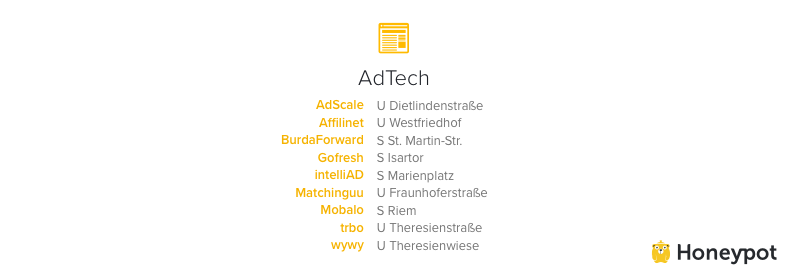 AdTech
AdScale U Dietlindenstraße
Affilinet U Westfriedhof
BurdaForward S St. Martin-Str.
Gofresh S Isartor
intelliAD S Marienplatz
Matchinguu U Fraunhoferstraße
Mobalo S Riem
trbo U Theresienstraße
wywy U Theresienwiese
Honeypot